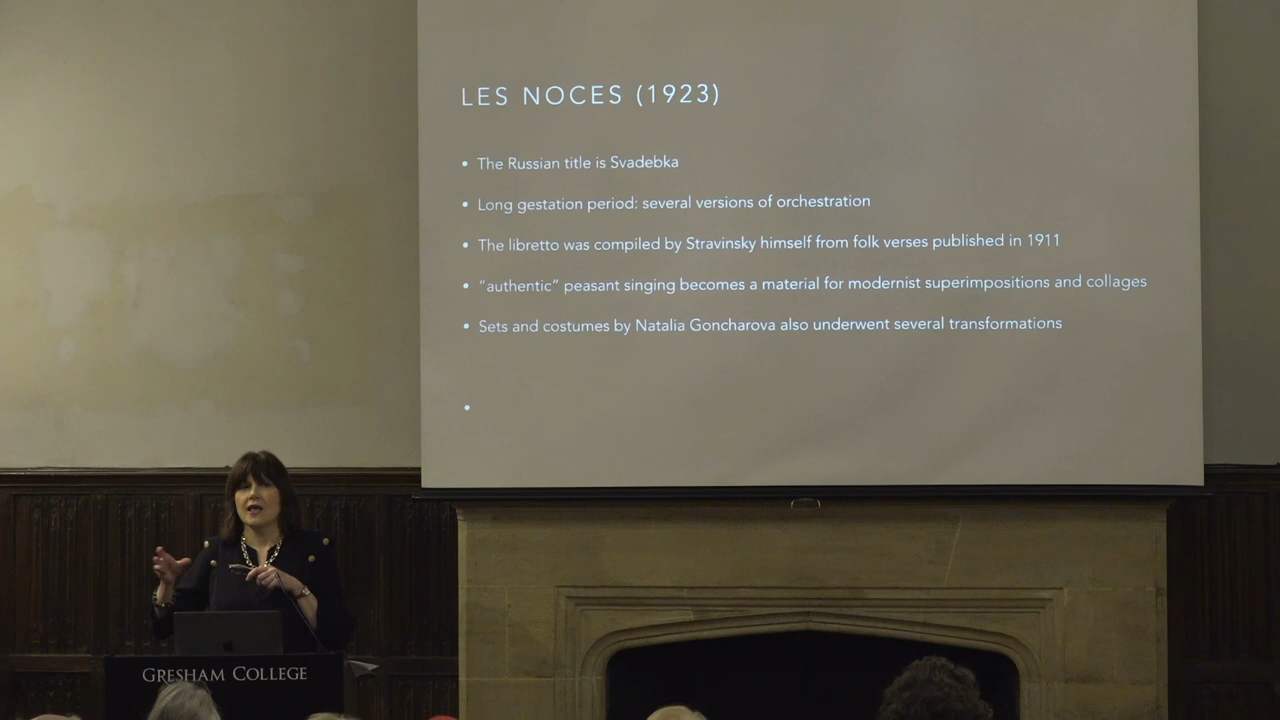 LES NOCES (1923)
• The Russian title is Svadebka
• Long gestation period: several versions of orchestration
• The libretto was compiled by Stravinsky himself from folk verses published in 1911
• “authentic” peasant singing becomes a material for modernist superimpositions and collages
• Sets and costumes by Natalia Goncharova also underwent several transformations
•
GRESHAM COLLEGE